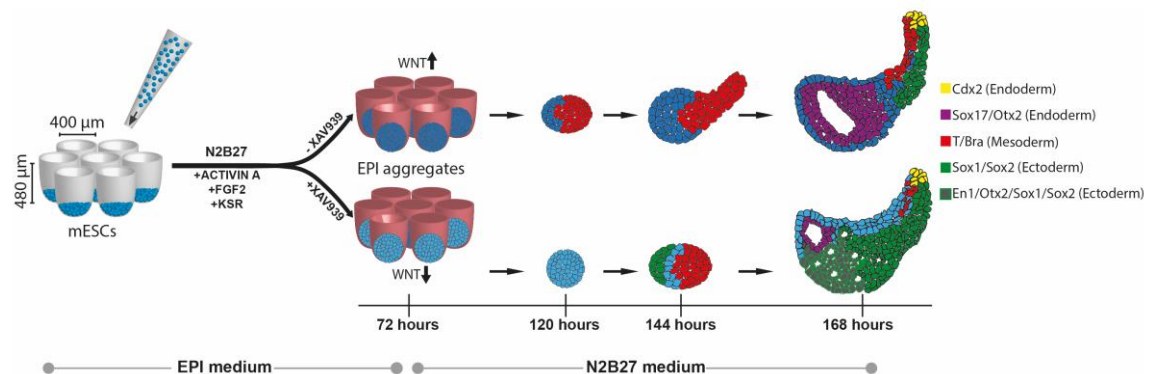 400 µm
480 µm
mESCs
N2B27
+ACTIVIN A
+FGF2
+KSR
- XAV939
+XAV939
WNT
EPI aggregates
WNT
72 hours
120 hours
144 hours
168 hours
Cdx2 (Endoderm)
Sox17/Otx2 (Endoderm)
T/Bra (Mesoderm)
Sox1/Sox2 (Ectoderm)
En1/Otx2/Sox1/Sox2 (Ectoderm)
EPI medium
N2B27 medium